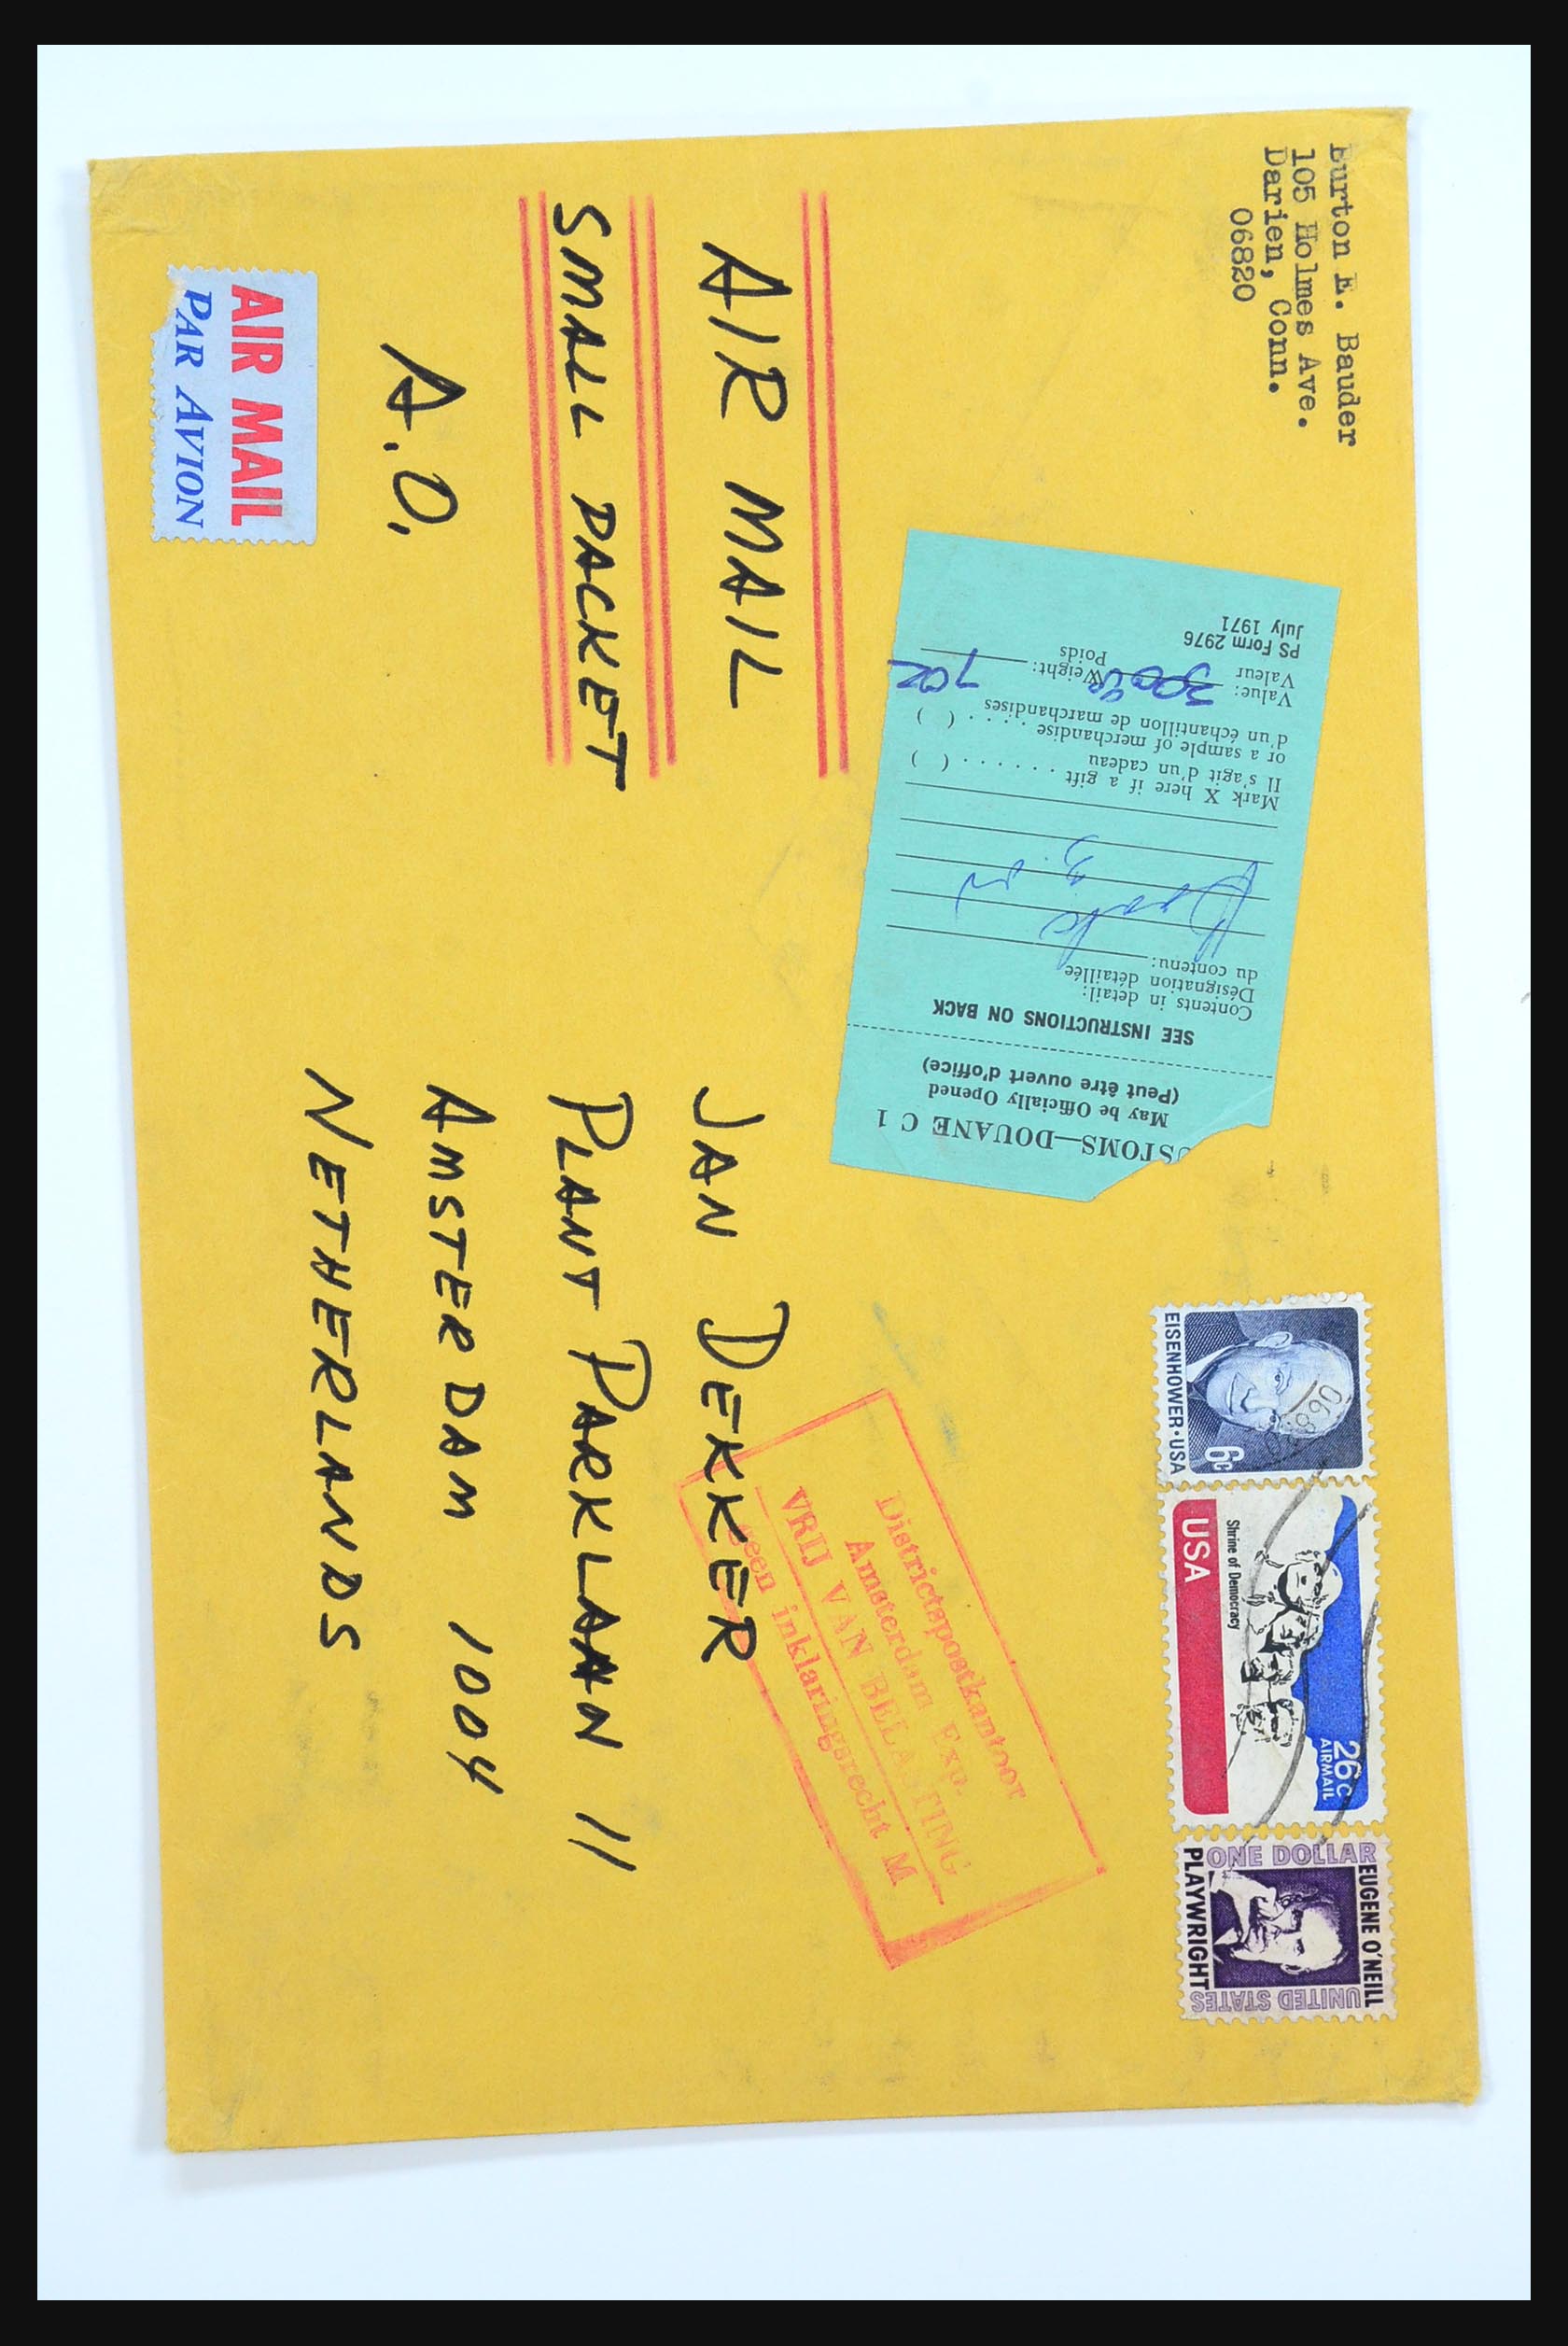 Burton E. Bauder
105 Holmes Ave.
Darien, Conn.
06820
AIR MAIL
SMALL PACKET
A.O.
AIR MAIL
PAR AVION
USTOMS—DOUANE C 1
May be Officially Opened
(Peut être ouvert d'office)
SEE INSTRUCTIONS ON BACK
Contents in detail:
Désignation détaillée
du contenu:
Mark X here if a gift
Il s'agit d'un cadeau . . . . . . . ( )
or a sample of merchandise
d'un échantillon de marchandises . . . . . ( )
Value: Weight:
Valeur Poids
PS Form 2976
July 1971
EISENHOWER·USA
6c
Shrine of Democracy
USA
26c
AIRMAIL
EUGENE O'NEILL
ONE DOLLAR
UNITED STATES
PLAYWRIGHT
Districtspostkantoor
Amsterdam Exp.
VRIJ VAN BELASTING
geen inklaringsrecht M
JAN DEKKER
PLANT PARKLAAN 11
AMSTERDAM 1004
NETHERLANDS